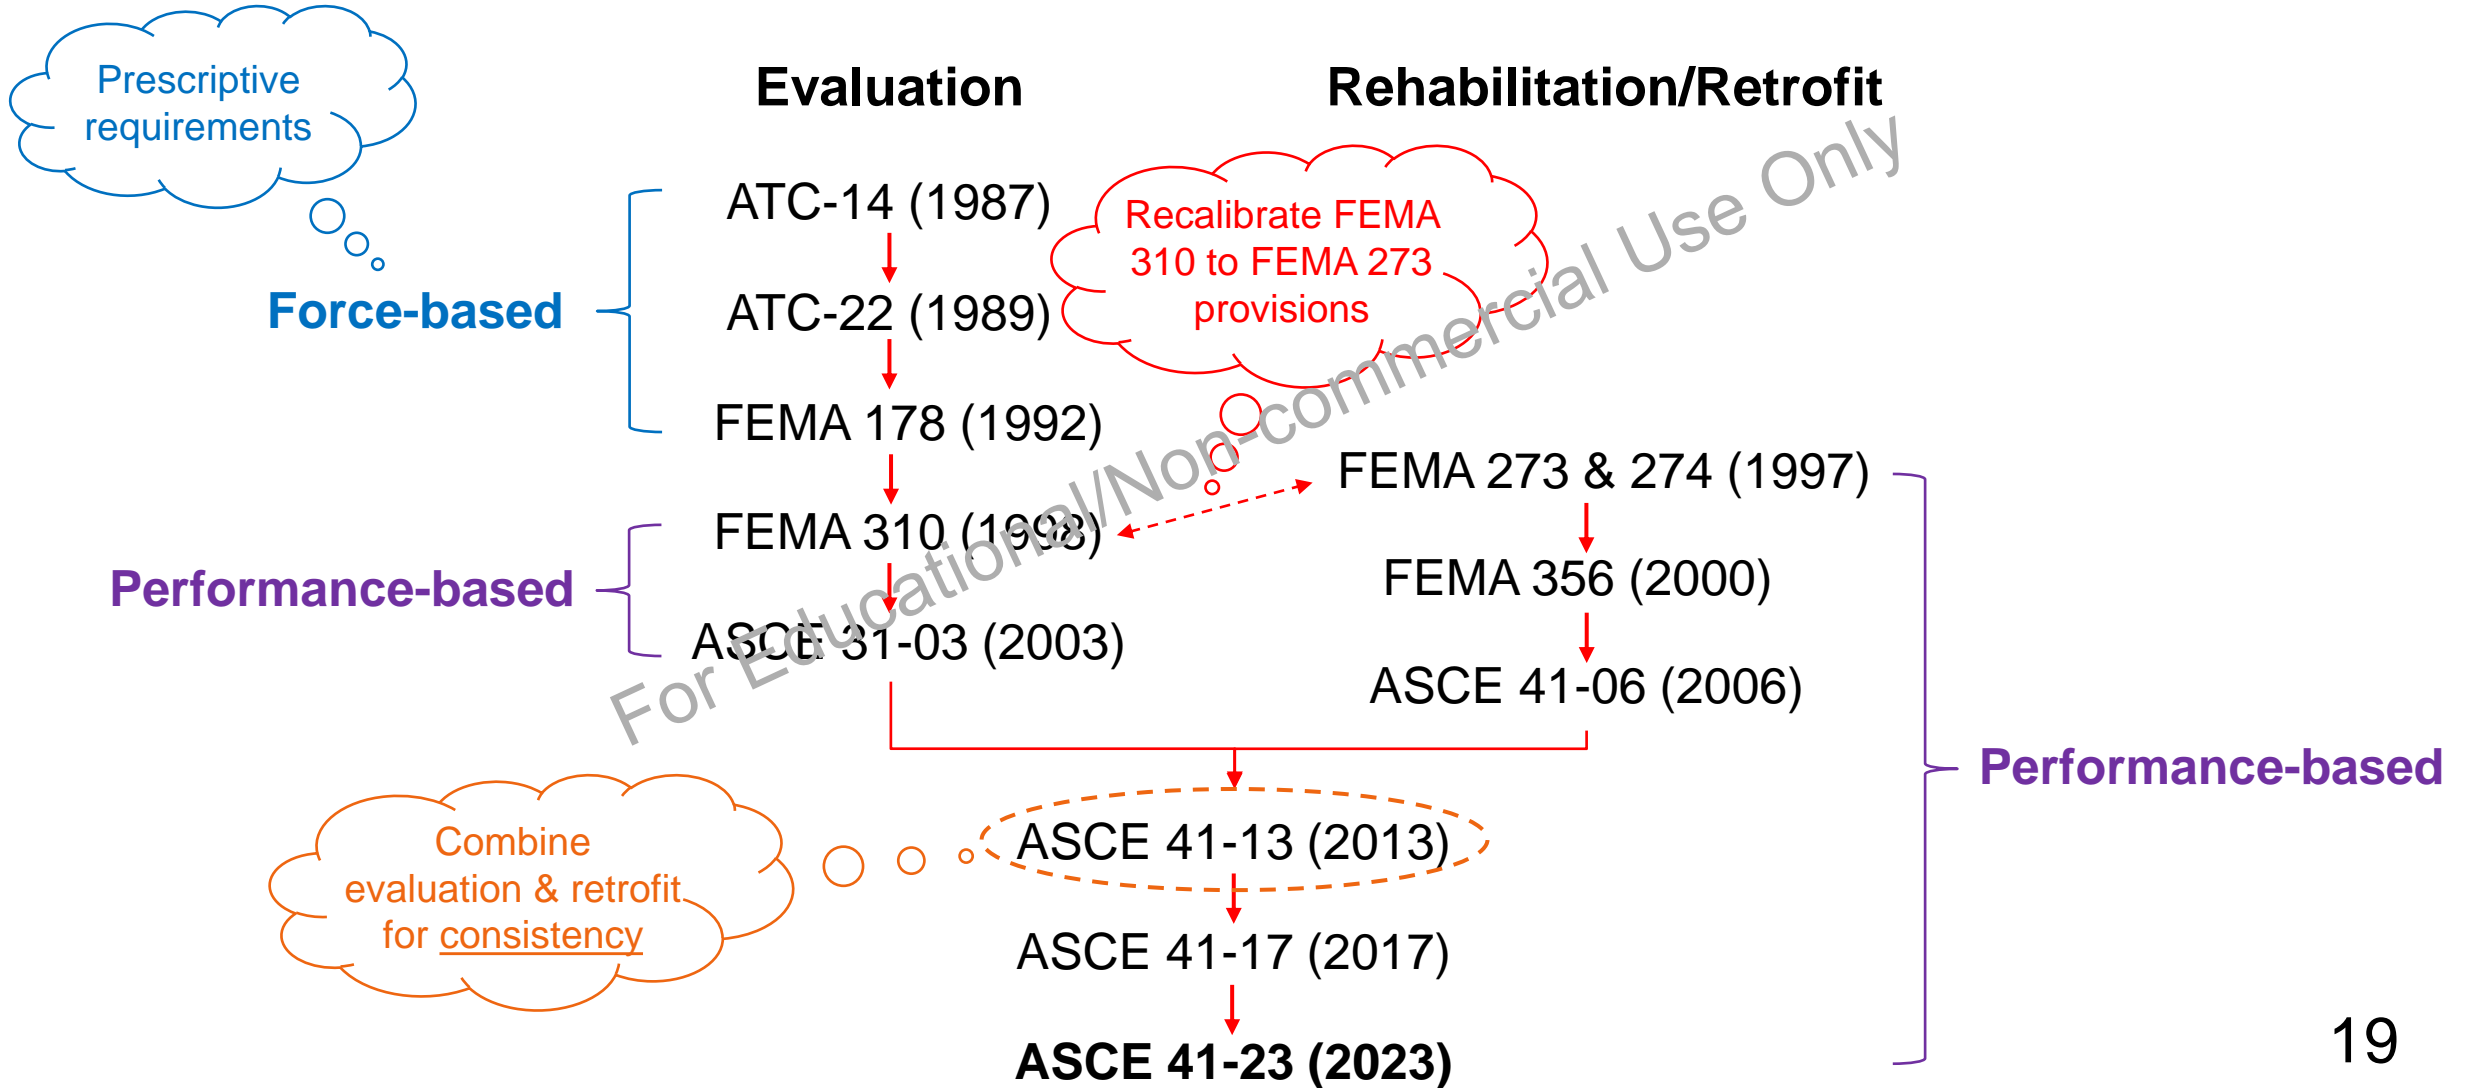 Prescriptive
requirements
Evaluation
Rehabilitation/Retrofit
ATC-14 (1987)
Recalibrate FEMA
310 to FEMA 273
provisions
Force-based
ATC-22 (1989)
FEMA 178 (1992)
FEMA 273 & 274 (1997)
FEMA 310 (1998)
Performance-based
FEMA 356 (2000)
ASCE 31-03 (2003)
ASCE 41-06 (2006)
For Educational/Non-commercial Use Only
Performance-based
Combine
evaluation & retrofit
for consistency
ASCE 41-13 (2013)
ASCE 41-17 (2017)
ASCE 41-23 (2023)
19